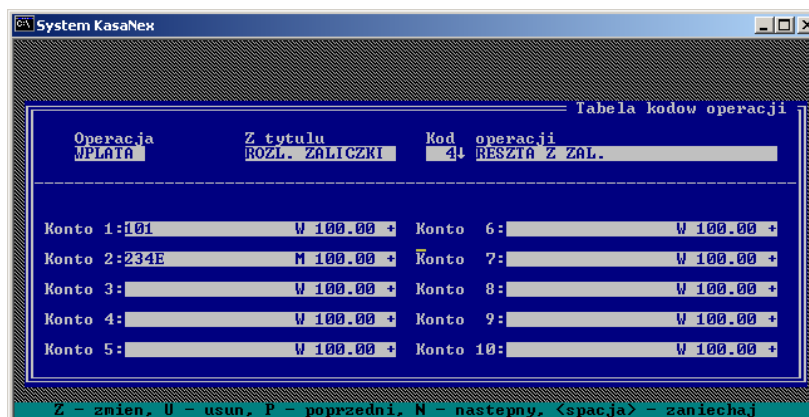 System KasaNex
Tabela kodow operacji
Operacja Z tytulu Kod operacji
WPLATA ROZL. ZALICZKI 4↓ RESZTA Z ZAL.
Konto 1:101 W 100.00 + Konto 6: W 100.00 +
Konto 2:234E M 100.00 + Konto 7: W 100.00 +
Konto 3: W 100.00 + Konto 8: W 100.00 +
Konto 4: W 100.00 + Konto 9: W 100.00 +
Konto 5: W 100.00 + Konto 10: W 100.00 +
Z - zmien, U - usun, P - poprzedni, N - nastepny, <spacja> - zaniechaj